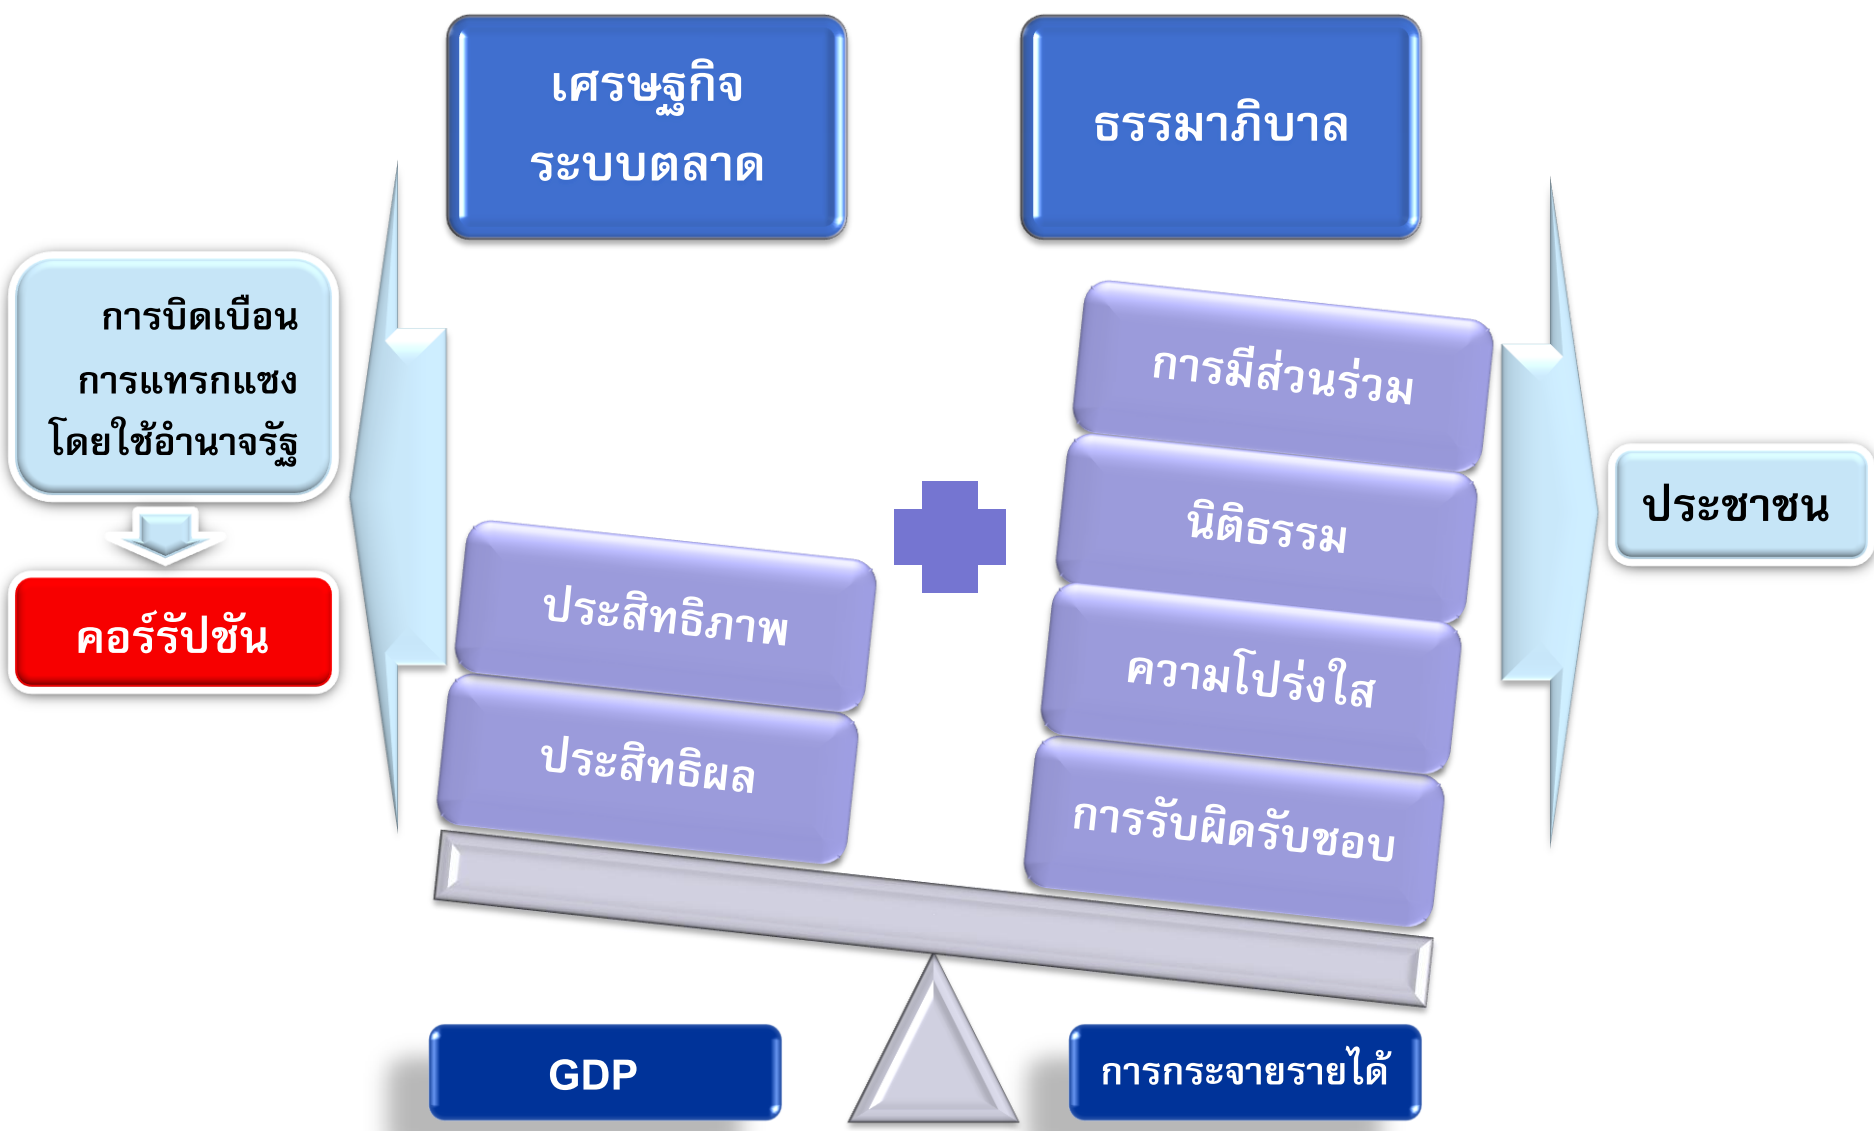 เศรษฐกิจ
ระบบตลาด
ธรรมาภิบาล
การบิดเบือน
การแทรกแซง
โดยใช้อำนาจรัฐ
คอร์รัปชัน
การมีส่วนร่วม
นิติธรรม
ความโปร่งใส
การรับผิดรับชอบ
ประสิทธิภาพ
ประสิทธิผล
ประชาชน
GDP
การกระจายรายได้